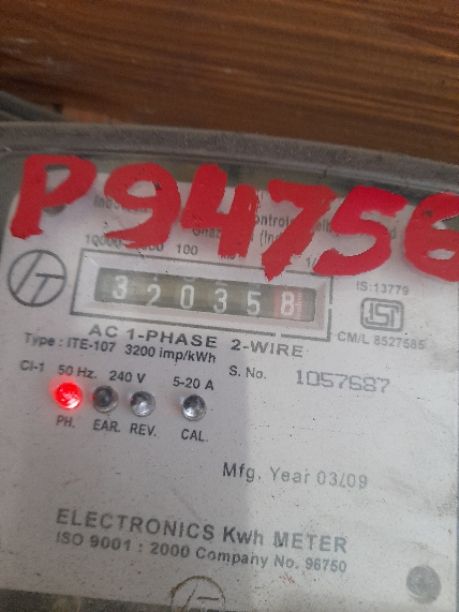 P94756
10000 100
IS:13779
320358
CM/L 8527585
AC 1-PHASE 2-WIRE
Type : ITE-107 3200 imp/kWh
S. No. 1057687
Cl-1 50 Hz. 240 V 5-20 A
PH. EAR. REV. CAL.
Mfg. Year 03/09
ELECTRONICS Kwh METER
ISO 9001 : 2000 Company No. 96750